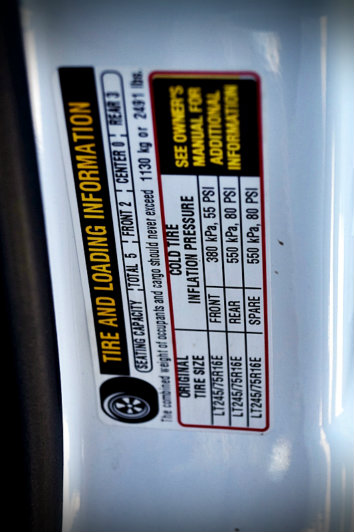 TIRE AND LOADING INFORMATION
SEATING CAPACITY TOTAL 5 FRONT 2 CENTER 0 REAR 3
The combined weight of occupants and cargo should never exceed 1130 kg or 2491 lbs.
ORIGINAL TIRE SIZE
COLD TIRE INFLATION PRESSURE
SEE OWNER'S
MANUAL FOR
ADDITIONAL
INFORMATION
LT245/75R16E FRONT 380 kPa, 55 PSI
LT245/75R16E REAR 550 kPa, 80 PSI
LT245/75R16E SPARE 550 kPa, 80 PSI